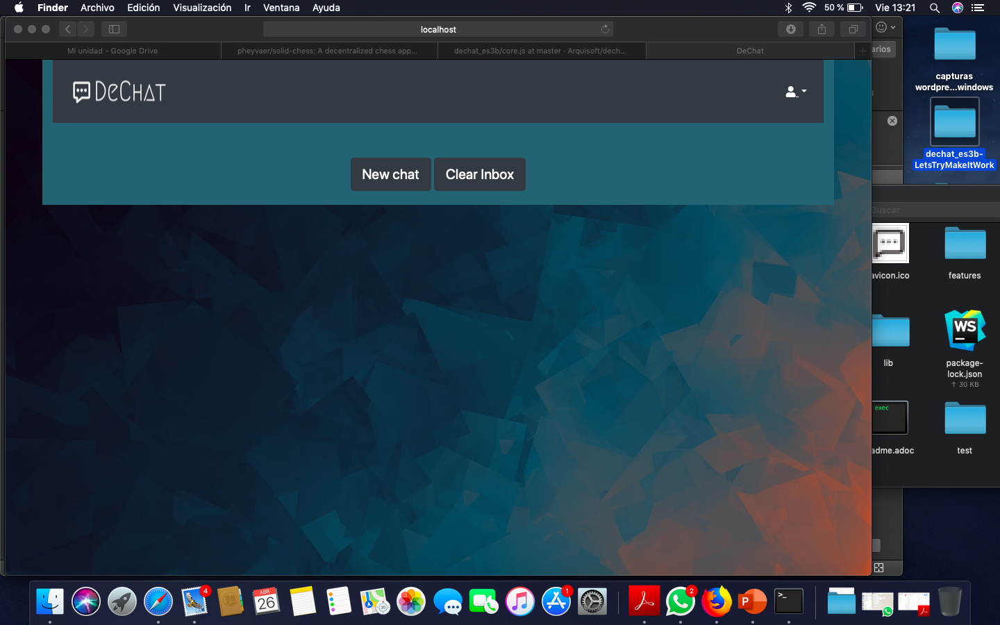 Finder Archivo Edición Visualización Ir Ventana Ayuda 50 % Vie 13:21
localhost
Mi unidad - Google Drive
pheyvaer/solid-chess: A decentralized chess app...
dechat_es3b/core.js at master · Arquisoft/dech...
DeChat
DECHAT
New chat
Clear Inbox
arios
capturas
wordpre...windows
dechat_es3b-
LetsTryMakeItWork
Buscar
avicon.ico
features
lib
WS
package-
lock.json
↑ 30 KB
exec
adme.adoc
test
4
ABR
26
30
1
2
P
>_